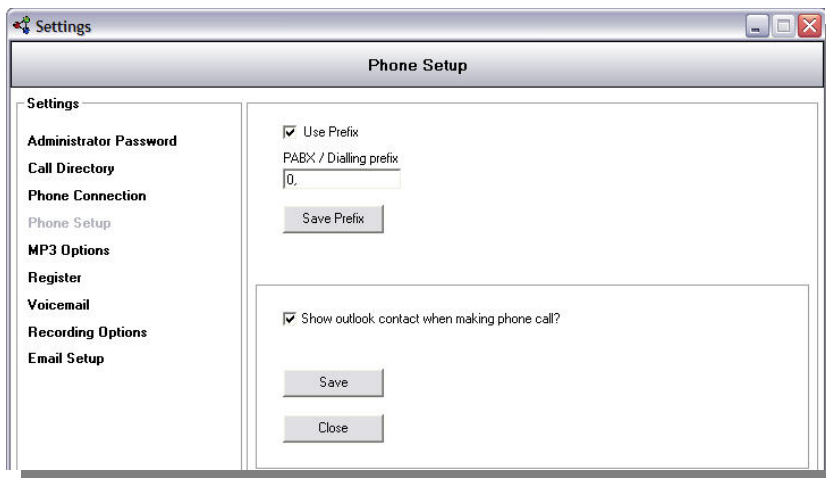 Settings
Phone Setup
Settings
Administrator Password
Call Directory
Phone Connection
Phone Setup
MP3 Options
Register
Voicemail
Recording Options
Email Setup
Use Prefix
PABX / Dialling prefix
0,
Save Prefix
Show outlook contact when making phone call?
Save
Close